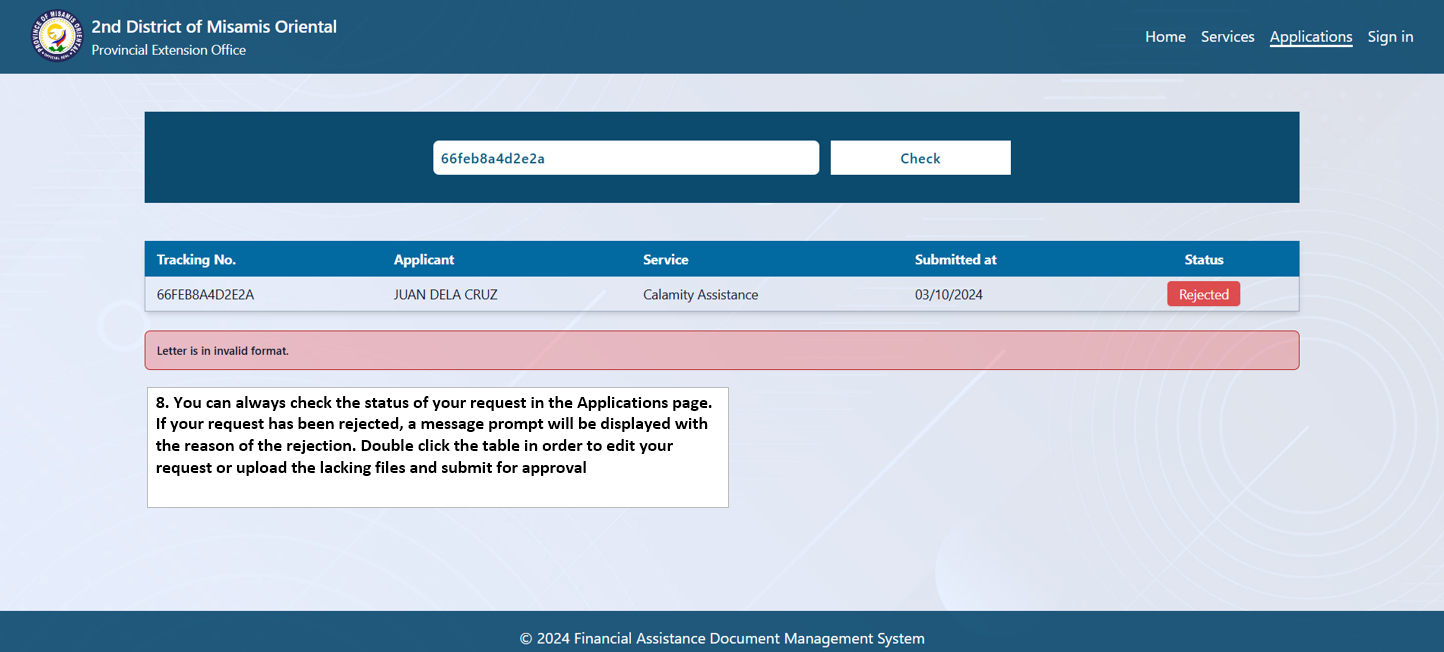 2nd District of Misamis Oriental
Provincial Extension Office
Home Services Applications Sign in
66feb8a4d2e2a
Check
Tracking No. Applicant Service Submitted at Status
66FEB8A4D2E2A JUAN DELA CRUZ Calamity Assistance 03/10/2024 Rejected
Letter is in invalid format.
8. You can always check the status of your request in the Applications page.
If your request has been rejected, a message prompt will be displayed with
the reason of the rejection. Double click the table in order to edit your
request or upload the lacking files and submit for approval
© 2024 Financial Assistance Document Management System